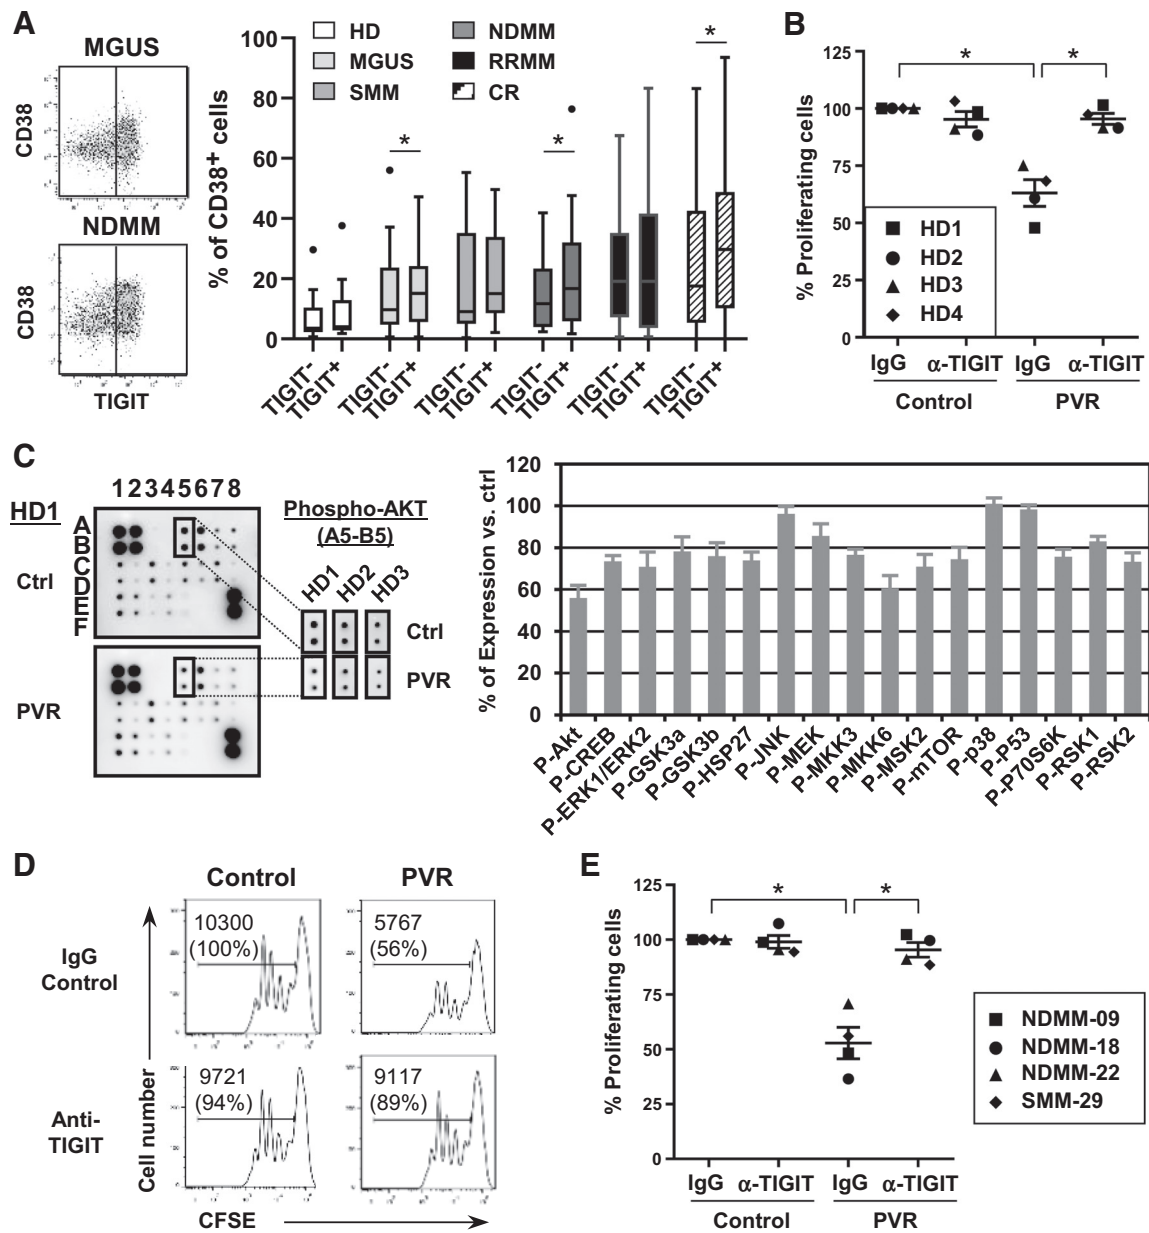 A
MGUS
CD38
NDMM
CD38
TIGIT
% of CD38+ cells
100
80
60
40
20
0
HD
MGUS
SMM
NDMM
RRMM
CR
*
*
*
TIGIT-
TIGIT+
TIGIT-
TIGIT+
TIGIT-
TIGIT+
TIGIT-
TIGIT+
TIGIT-
TIGIT+
TIGIT-
TIGIT+
B
% Proliferating cells
125
100
75
50
25
0
*
*
HD1
HD2
HD3
HD4
IgG α-TIGIT IgG α-TIGIT
Control PVR
C
12345678
HD1
A
B
C
D
E
F
Ctrl
PVR
Phospho-AKT
(A5-B5)
HD1 HD2 HD3
Ctrl
PVR
% of Expression vs. ctrl
120
100
80
60
40
20
0
P-Akt
P-CREB
P-ERK1/ERK2
P-GSK3a
P-GSK3b
P-HSP27
P-JNK
P-MEK
P-MKK3
P-MKK6
P-MSK2
P-mTOR
P-p38
P-P53
P-P70S6K
P-RSK1
P-RSK2
D
Control PVR
IgG
Control
10300
(100%)
5767
(56%)
Anti-
TIGIT
9721
(94%)
9117
(89%)
Cell number
CFSE
E
% Proliferating cells
125
100
75
50
25
0
*
*
NDMM-09
NDMM-18
NDMM-22
SMM-29
IgG α-TIGIT IgG α-TIGIT
Control PVR